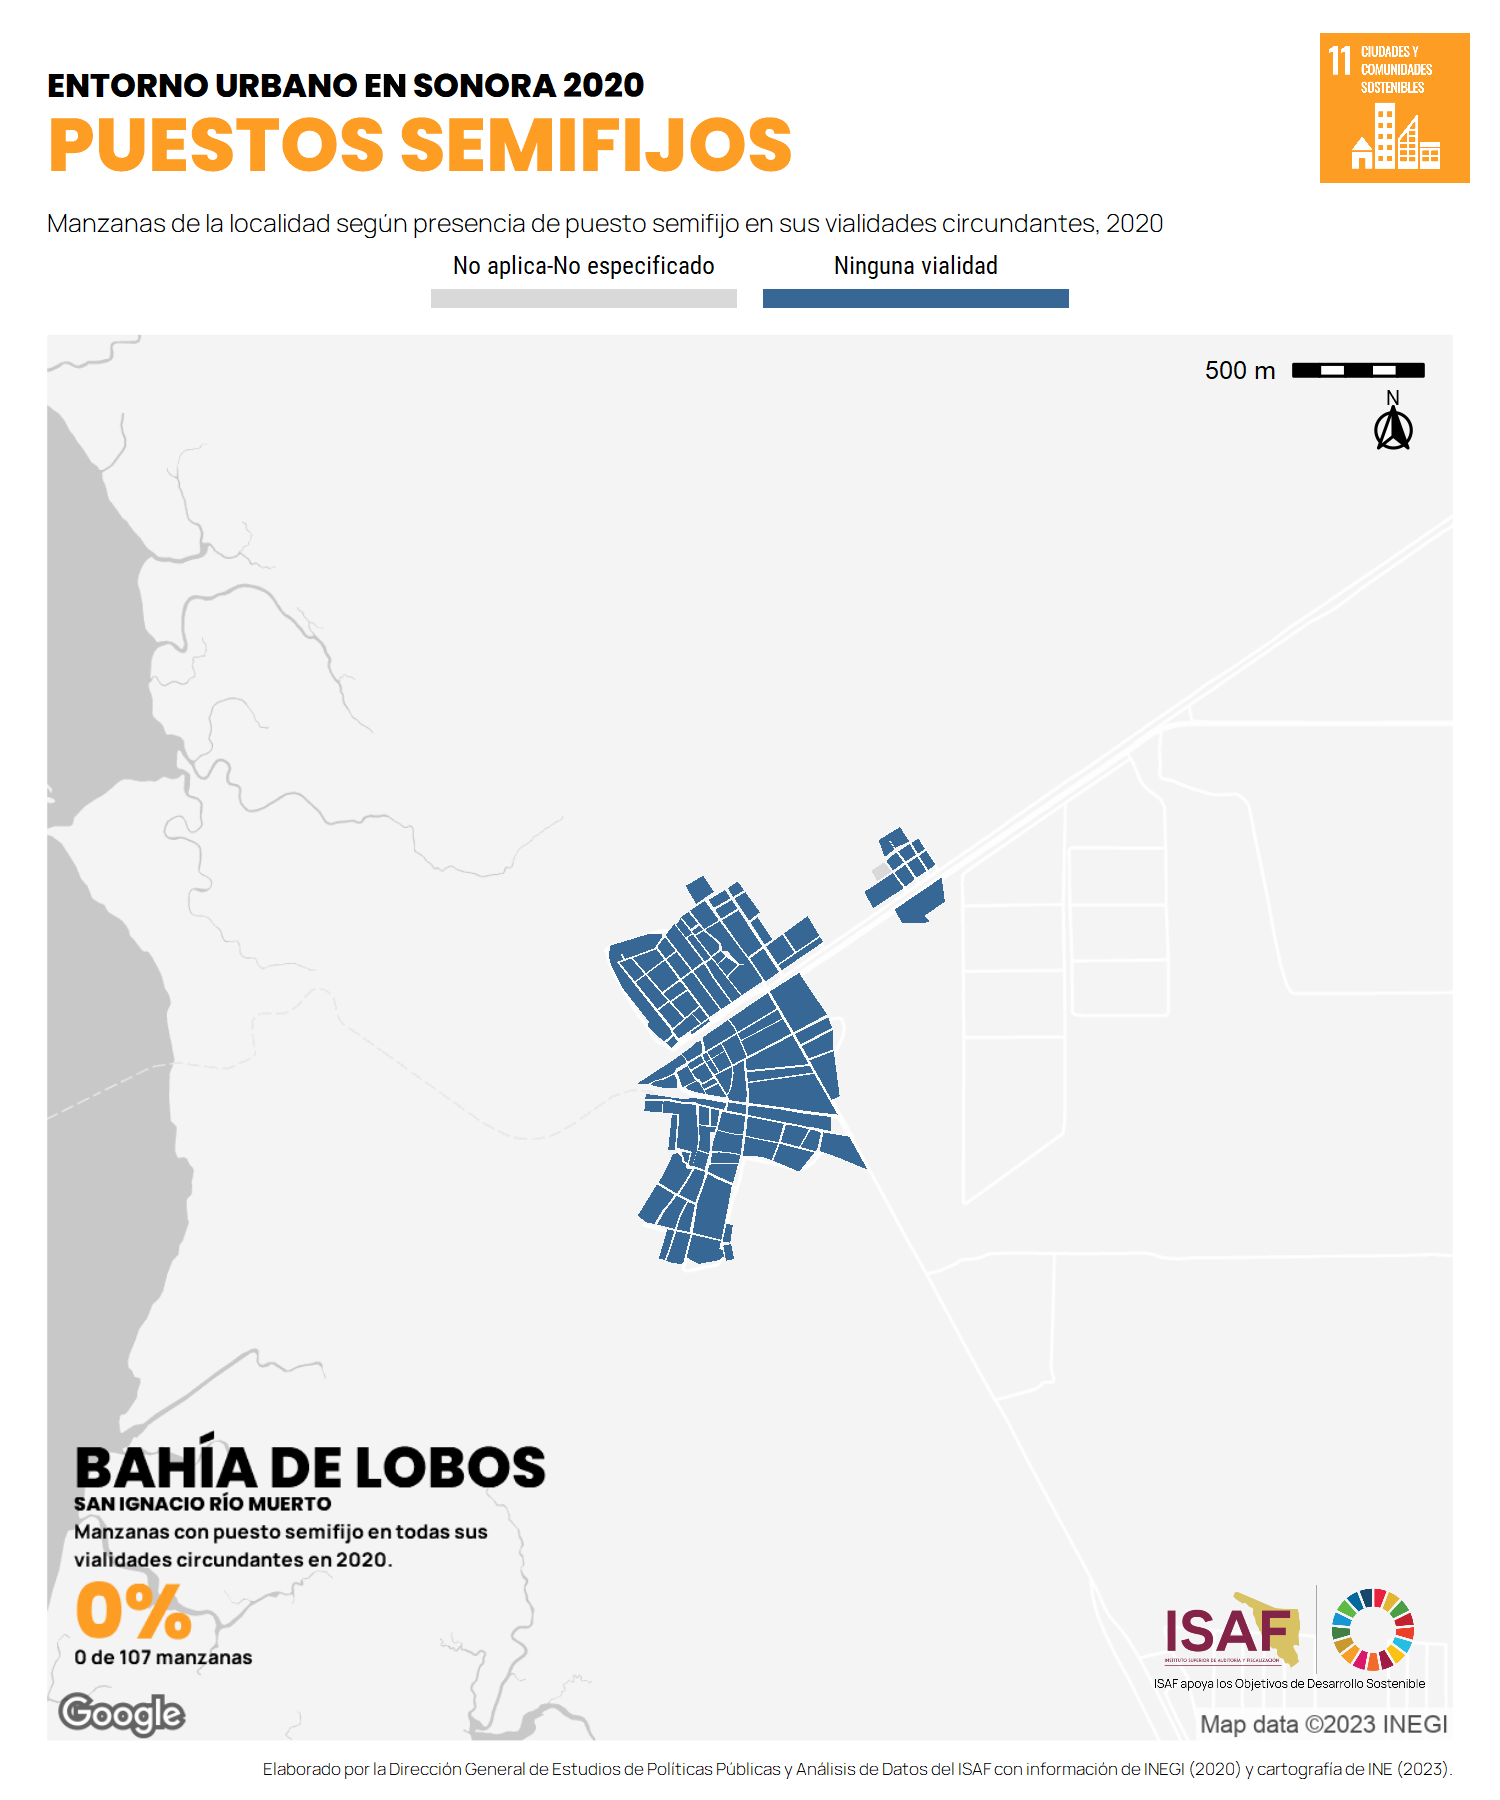 11 CIUDADES Y
COMUNIDADES
SOSTENIBLES
ENTORNO URBANO EN SONORA 2020
PUESTOS SEMIFIJOS
Manzanas de la localidad según presencia de puesto semifijo en sus vialidades circundantes, 2020
No aplica-No especificado
Ninguna vialidad
500 m
N
BAHÍA DE LOBOS
SAN IGNACIO RÍO MUERTO
Manzanas con puesto semifijo en todas sus
vialidades circundantes en 2020.
0%
0 de 107 manzanas
Google
ISAF
INSTITUTO SUPERIOR DE AUDITORÍA Y FISCALIZACIÓN
ISAF apoya los Objetivos de Desarrollo Sostenible
Map data ©2023 INEGI
Elaborado por la Dirección General de Estudios de Políticas Públicas y Análisis de Datos del ISAF con información de INEGI (2020) y cartografía de INE (2023).